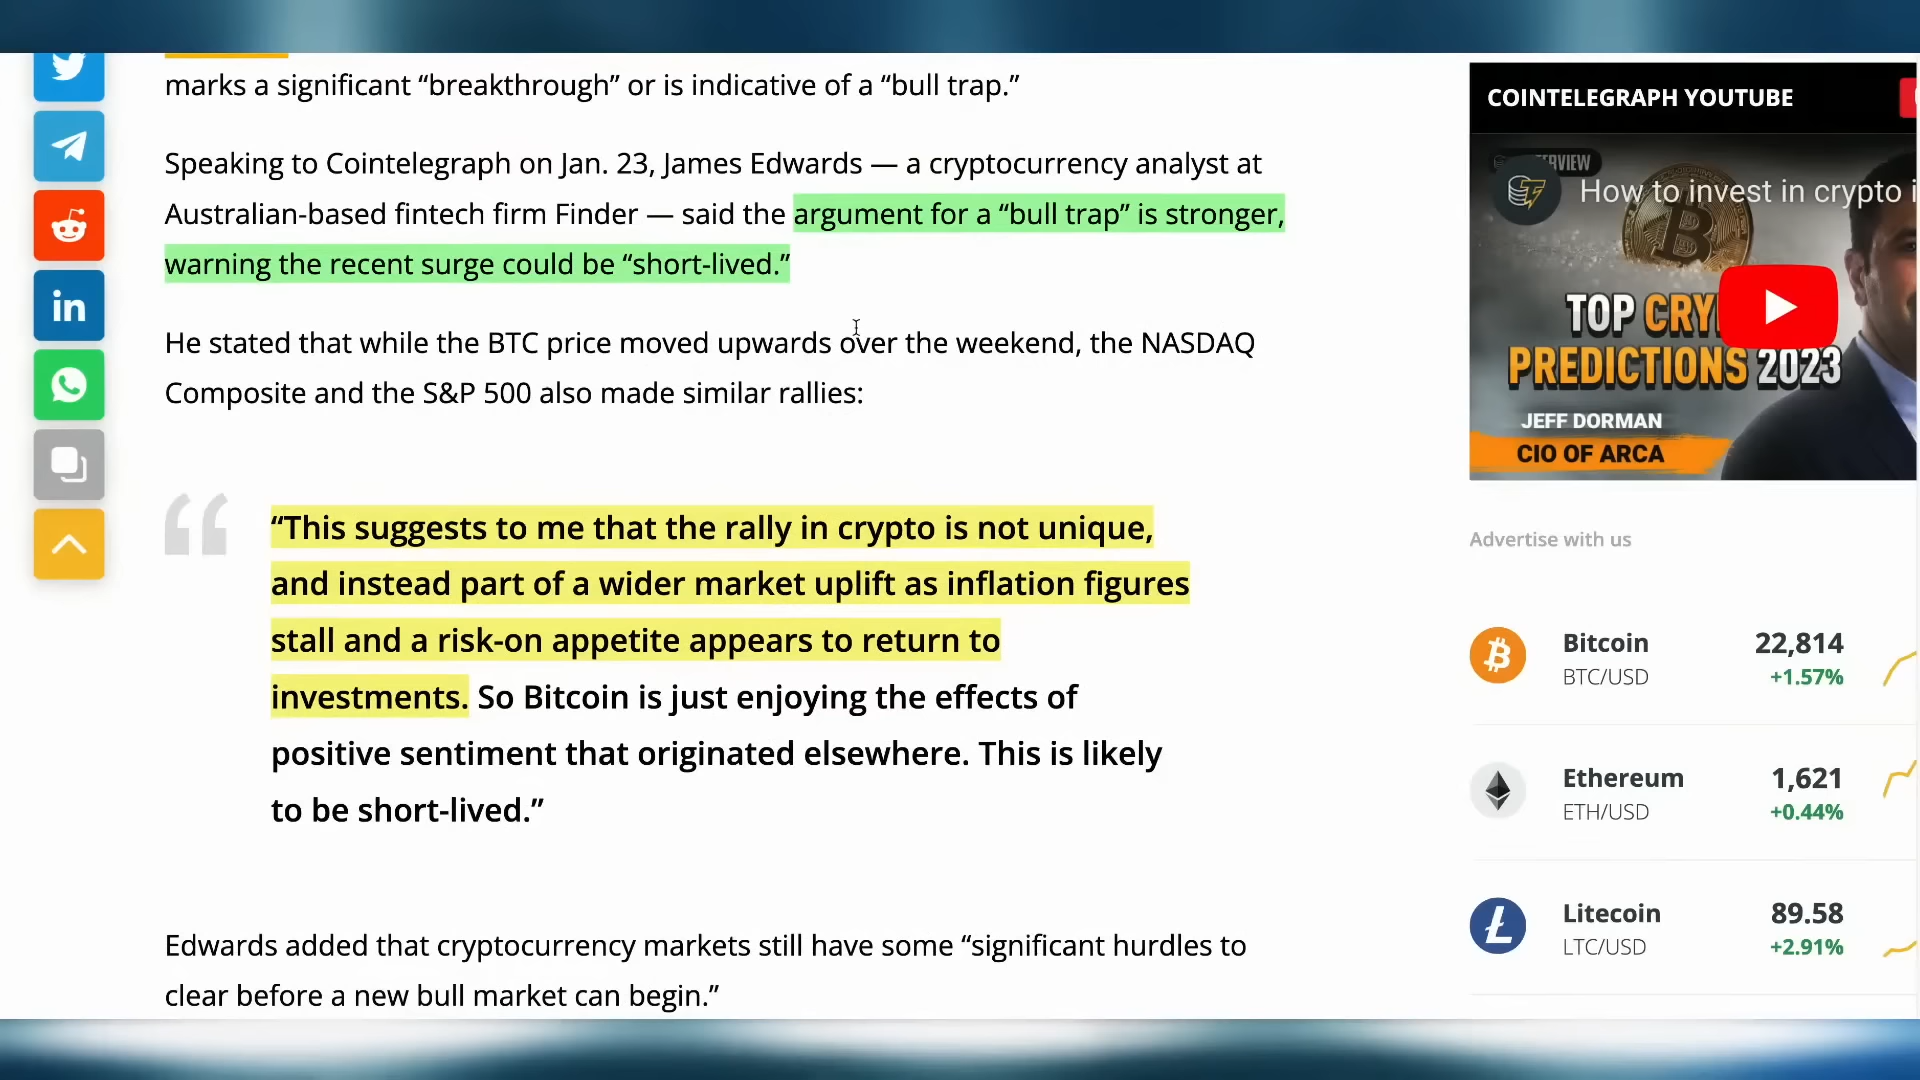 marks a significant “breakthrough” or is indicative of a “bull trap.”
Speaking to Cointelegraph on Jan. 23, James Edwards — a cryptocurrency analyst at
Australian-based fintech firm Finder — said the argument for a “bull trap” is stronger,
warning the recent surge could be “short-lived.”
He stated that while the BTC price moved upwards over the weekend, the NASDAQ
Composite and the S&P 500 also made similar rallies:
“This suggests to me that the rally in crypto is not unique,
and instead part of a wider market uplift as inflation figures
stall and a risk-on appetite appears to return to
investments. So Bitcoin is just enjoying the effects of
positive sentiment that originated elsewhere. This is likely
to be short-lived.”
Edwards added that cryptocurrency markets still have some “significant hurdles to
clear before a new bull market can begin.”
COINTELEGRAPH YOUTUBE
How to invest in crypto i
TOP CRY
PREDICTIONS 2023
JEFF DORMAN
CIO OF ARCA
Advertise with us
Bitcoin 22,814
BTC/USD +1.57%
Ethereum 1,621
ETH/USD +0.44%
Litecoin 89.58
LTC/USD +2.91%